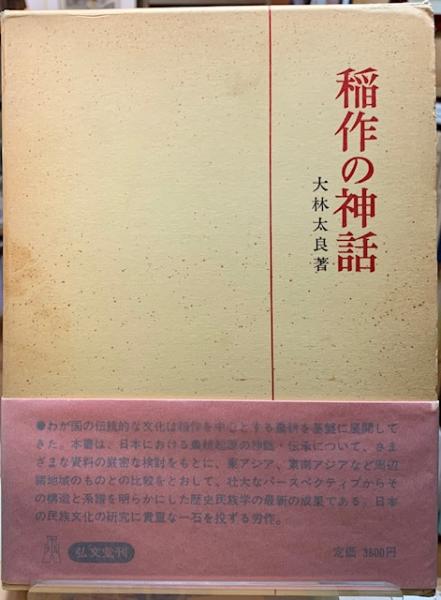 稲作の神話
大林太良著
●わが国の伝統的な文化は稲作を中心とする農耕を基盤に展開して
きた。本書は、日本における農耕起源の神話・伝承について、さま
ざまな資料の厳密な検討をもとに、東アジア、東南アジアなど周辺
諸地域のものとの比較をとおして、壮大なパースペクティブからそ
の構造と系譜を明らかにした歴史民族学の最新の成果である。日本
の民族文化の研究に貴重な一石を投ずる労作。
弘文堂刊
定価 3800円